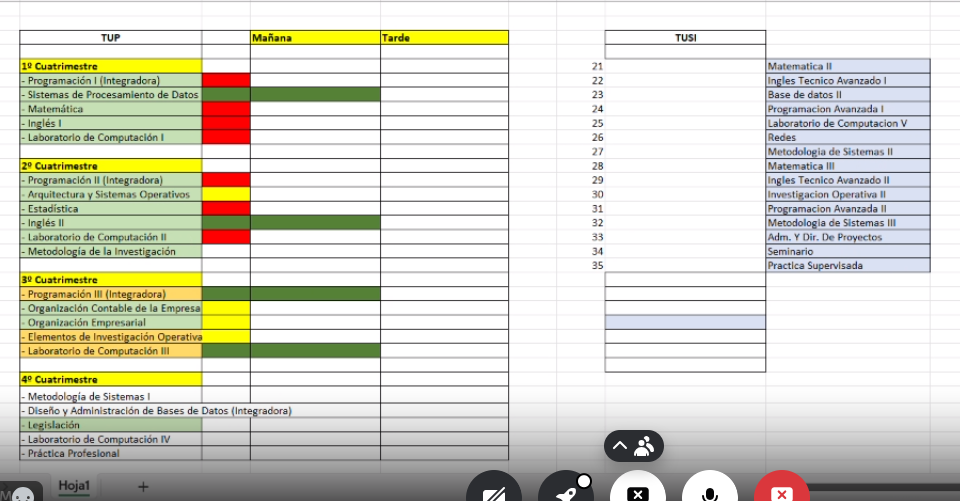 TUP
Mañana
Tarde
1º Cuatrimestre
- Programación I (Integradora)
- Sistemas de Procesamiento de Datos
- Matemática
- Inglés I
- Laboratorio de Computación I
2º Cuatrimestre
- Programación II (Integradora)
- Arquitectura y Sistemas Operativos
- Estadística
- Inglés II
- Laboratorio de Computación II
- Metodología de la Investigación
3º Cuatrimestre
- Programación III (Integradora)
- Organización Contable de la Empresa
- Organización Empresarial
- Elementos de Investigación Operativa
- Laboratorio de Computación III
4º Cuatrimestre
- Metodología de Sistemas I
- Diseño y Administración de Bases de Datos (Integradora)
- Legislación
- Laboratorio de Computación IV
- Práctica Profesional
TUSI
21 Matematica II
22 Ingles Tecnico Avanzado I
23 Base de datos II
24 Programacion Avanzada I
25 Laboratorio de Computacion V
26 Redes
27 Metodologia de Sistemas II
28 Matematica III
29 Ingles Tecnico Avanzado II
30 Investigacion Operativa II
31 Programacion Avanzada II
32 Metodologia de Sistemas III
33 Adm. Y Dir. De Proyectos
34 Seminario
35 Practica Supervisada
Hoja1